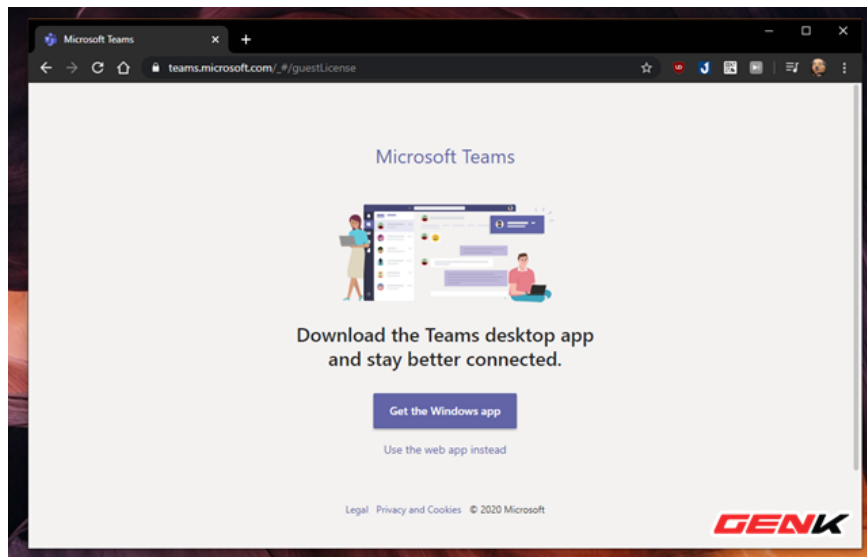 Microsoft Teams
teams.microsoft.com/_#/guestLicense
Microsoft Teams
Download the Teams desktop app
and stay better connected.
Get the Windows app
Use the web app instead
Legal Privacy and Cookies © 2020 Microsoft
GENK